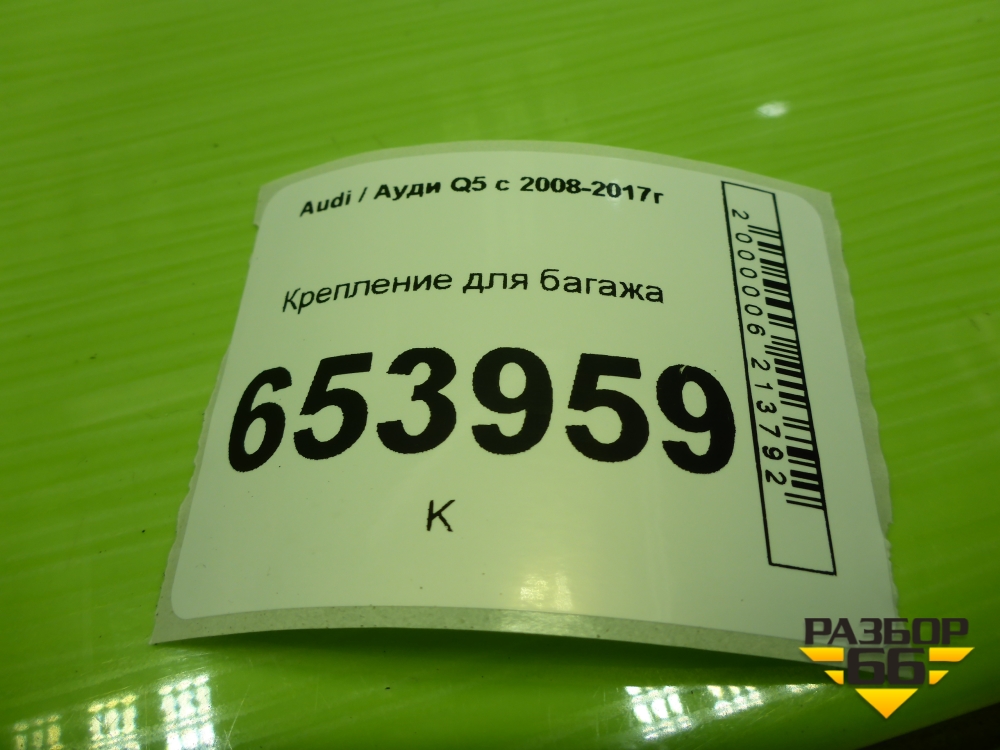 Audi / Ауди Q5 с 2008-2017г
Крепление для багажа
653959
К
2000006213792
РАЗБОР
66